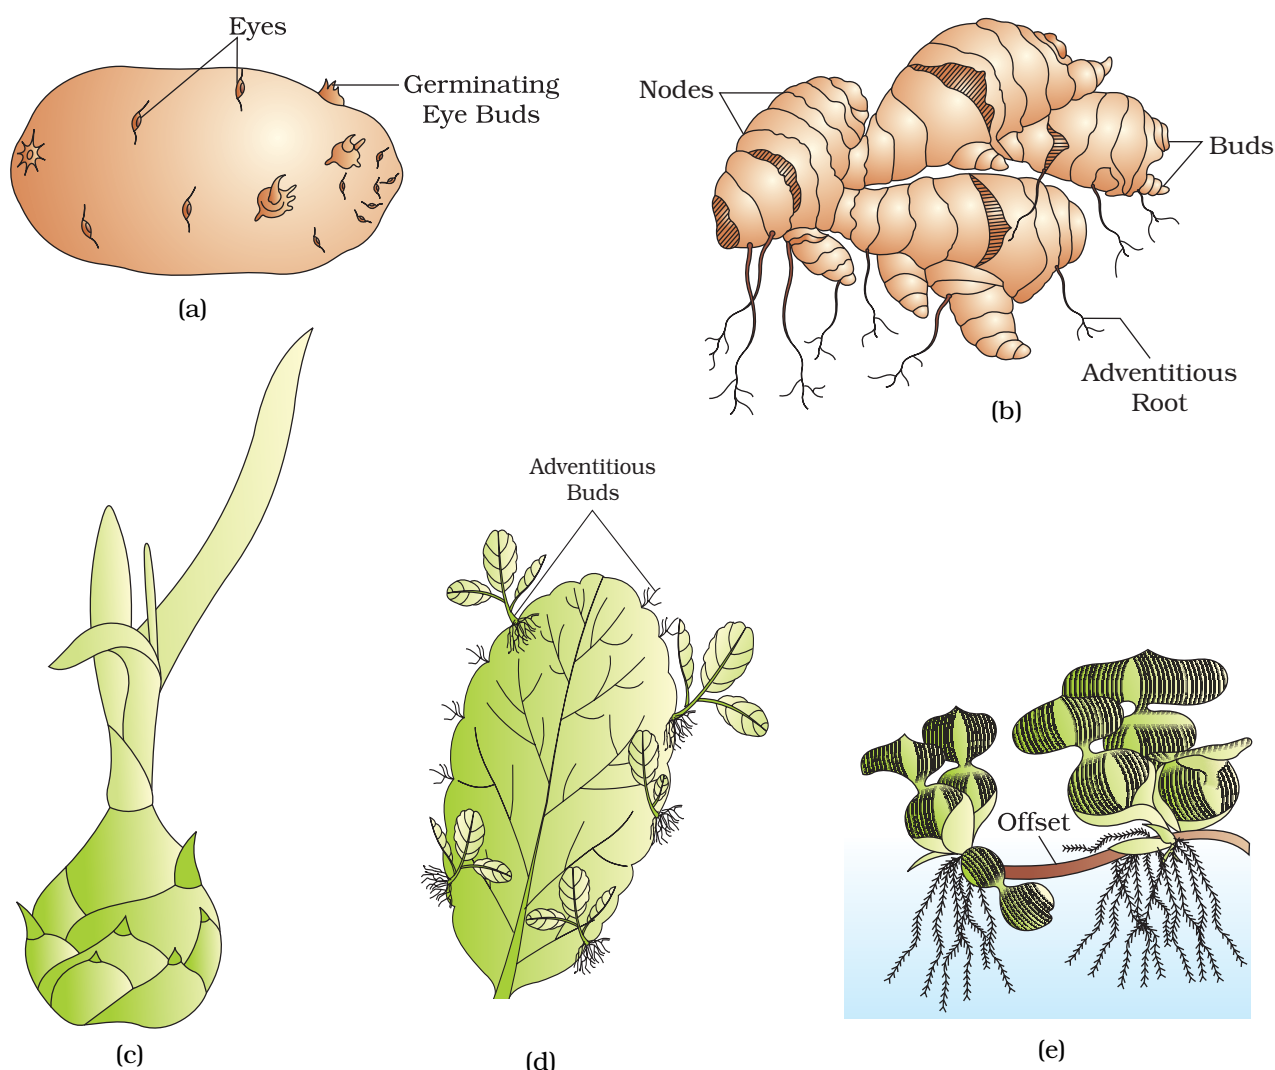 Eyes
Germinating
Eye Buds
(a)
Nodes
Buds
Adventitious
Root
(b)
(c)
Adventitious
Buds
(d)
Offset
(e)